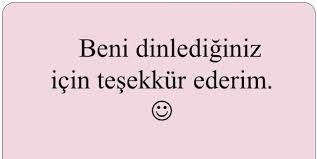 Beni dinlediğiniz
için teşekkür ederim.
☺